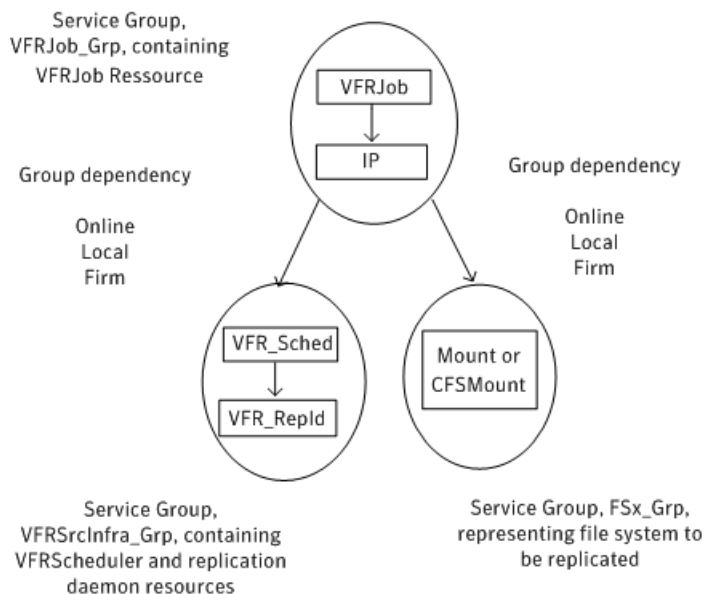 Service Group,
VFRJob_Grp, containing
VFRJob Ressource
VFRJob
IP
Group dependency
Online
Local
Firm
Group dependency
Online
Local
Firm
VFR_Sched
VFR_Repld
Mount or
CFSMount
Service Group,
VFRSrcInfra_Grp, containing
VFRScheduler and replication
daemon resources
Service Group, FSx_Grp,
representing file system to
be replicated